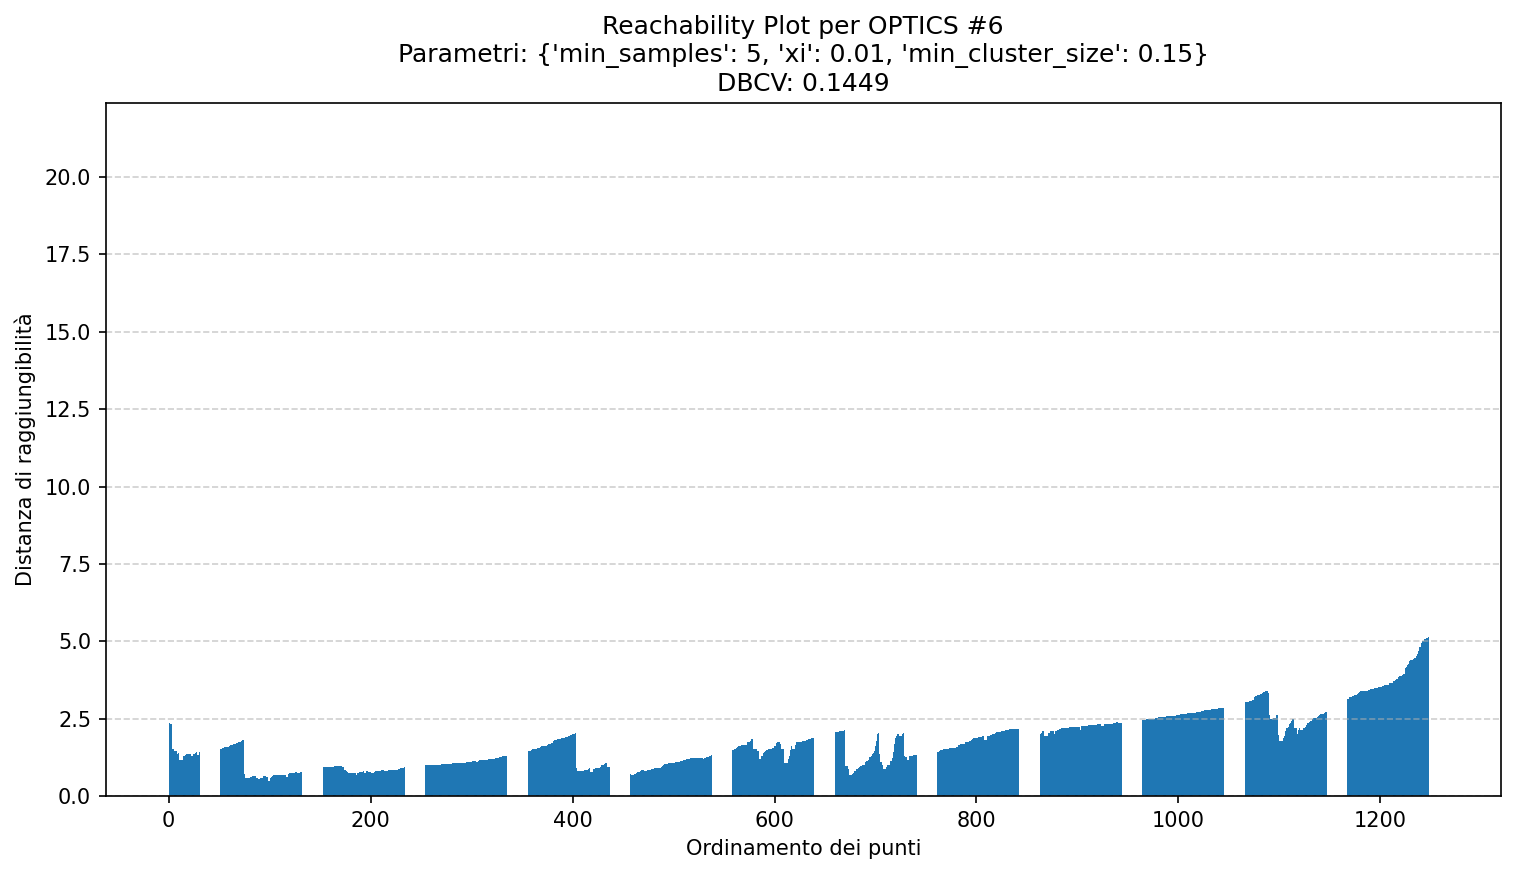 Reachability Plot per OPTICS #6
Parametri: {'min_samples': 5, 'xi': 0.01, 'min_cluster_size': 0.15}
DBCV: 0.1449
20.0
17.5
15.0
12.5
10.0
7.5
5.0
2.5
0.0
Distanza di raggiungibilità
0 200 400 600 800 1000 1200
Ordinamento dei punti